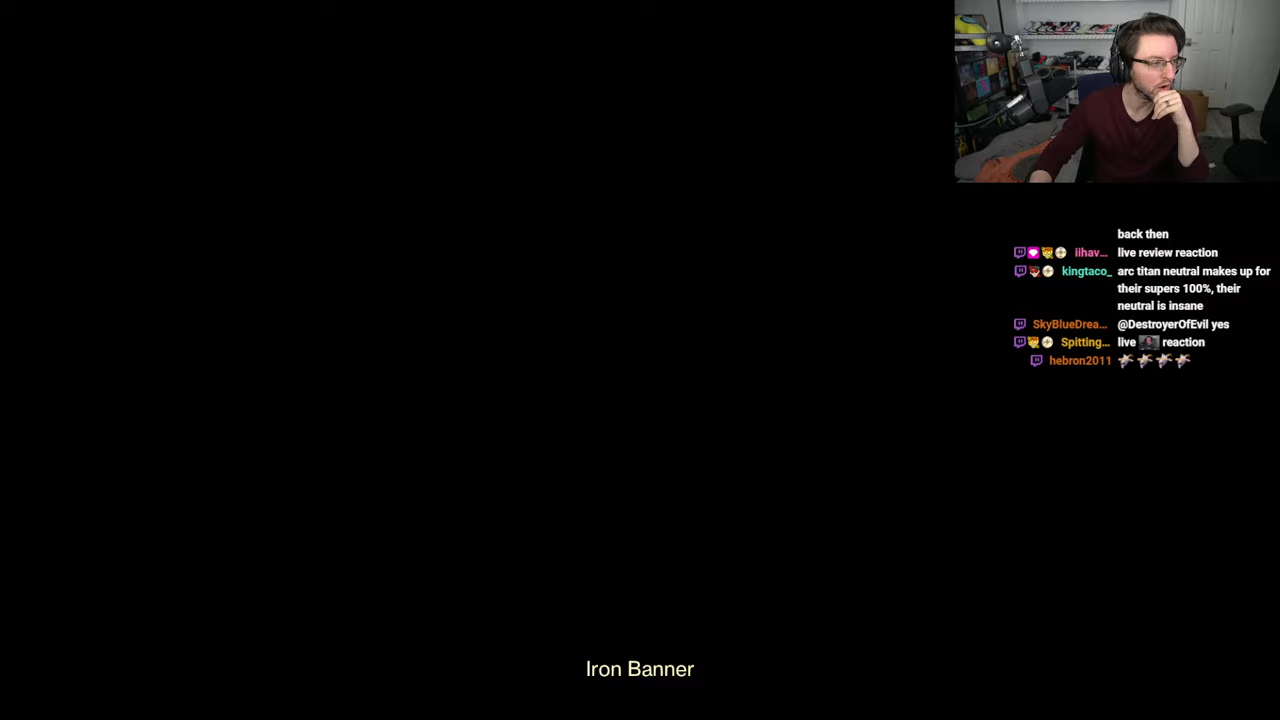 back then
iihav… live review reaction
kingtaco_ arc titan neutral makes up for
their supers 100%, their
neutral is insane
SkyBlueDrea… @DestroyerOfEvil yes
Spitting… live reaction
hebron2011
Iron Banner